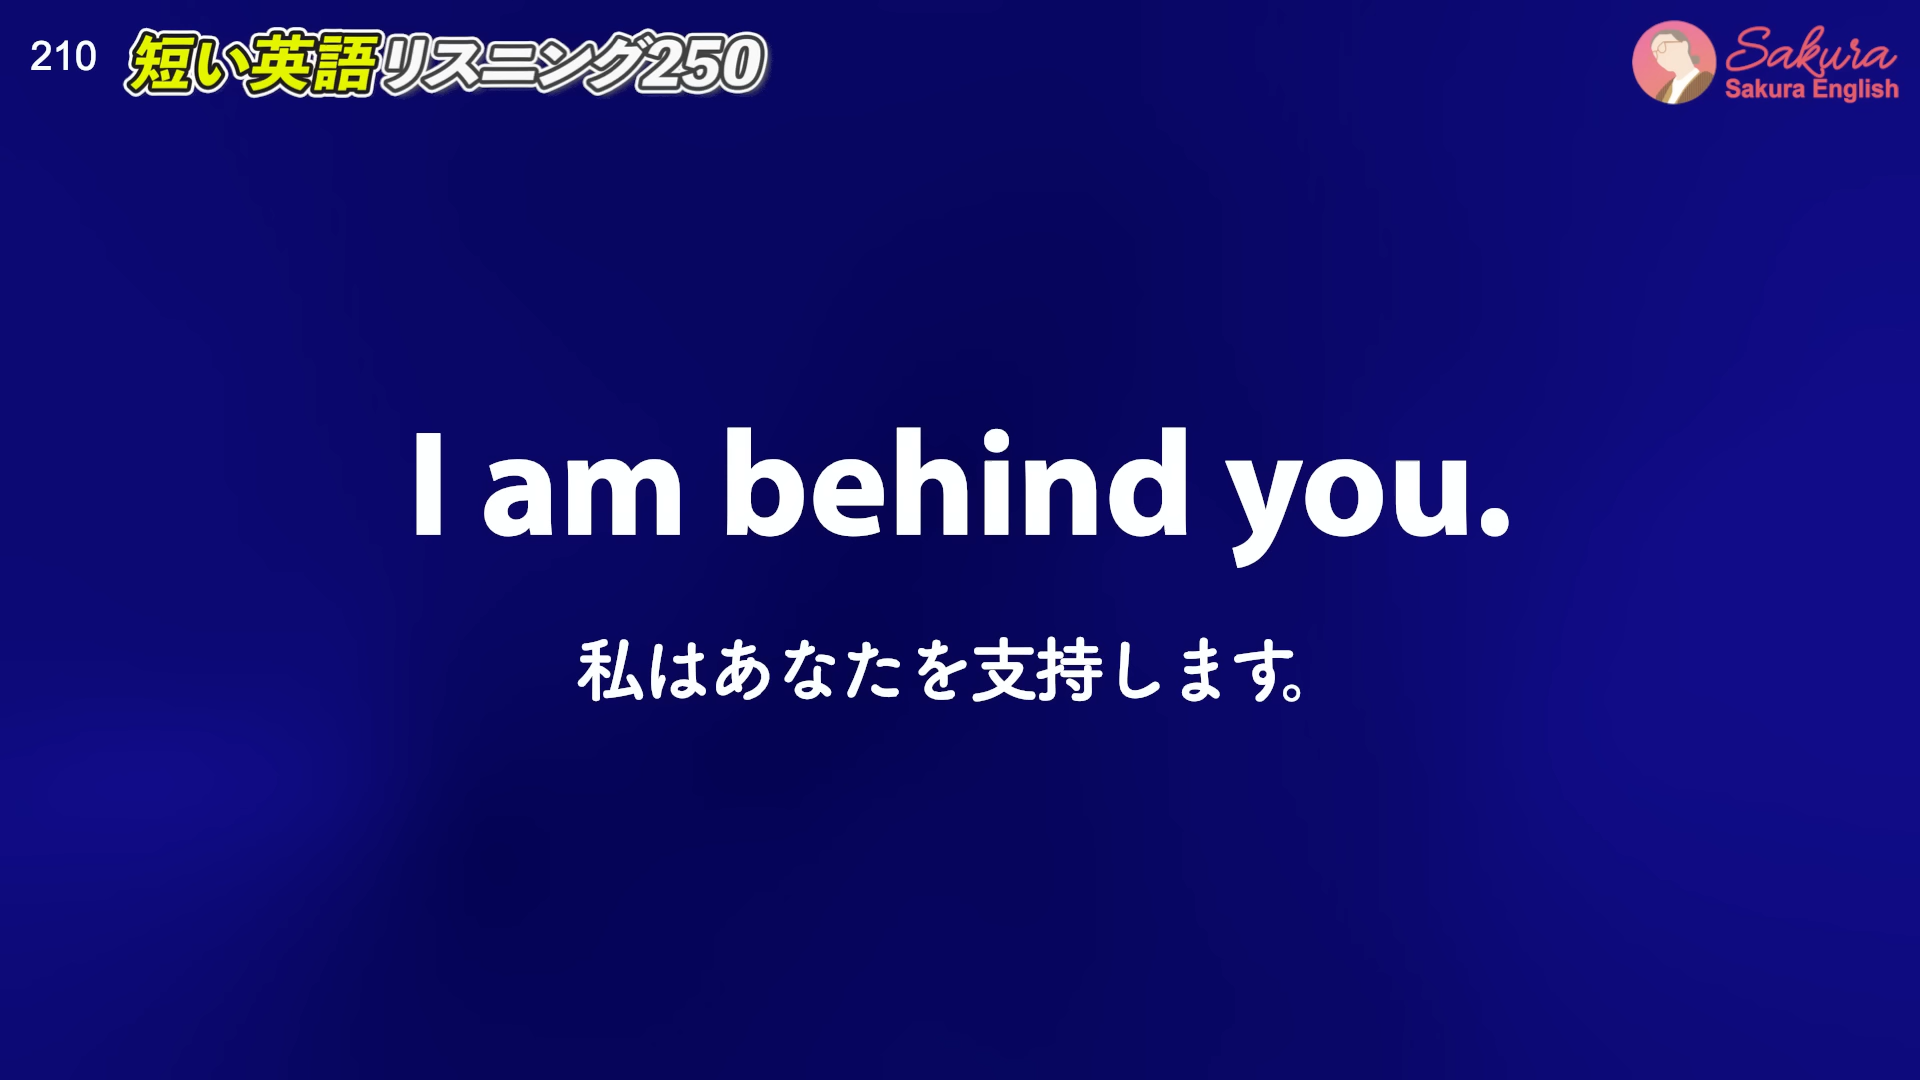 210 短い英語リスニング250
Sakura
Sakura English
I am behind you.
私はあなたを支持します。